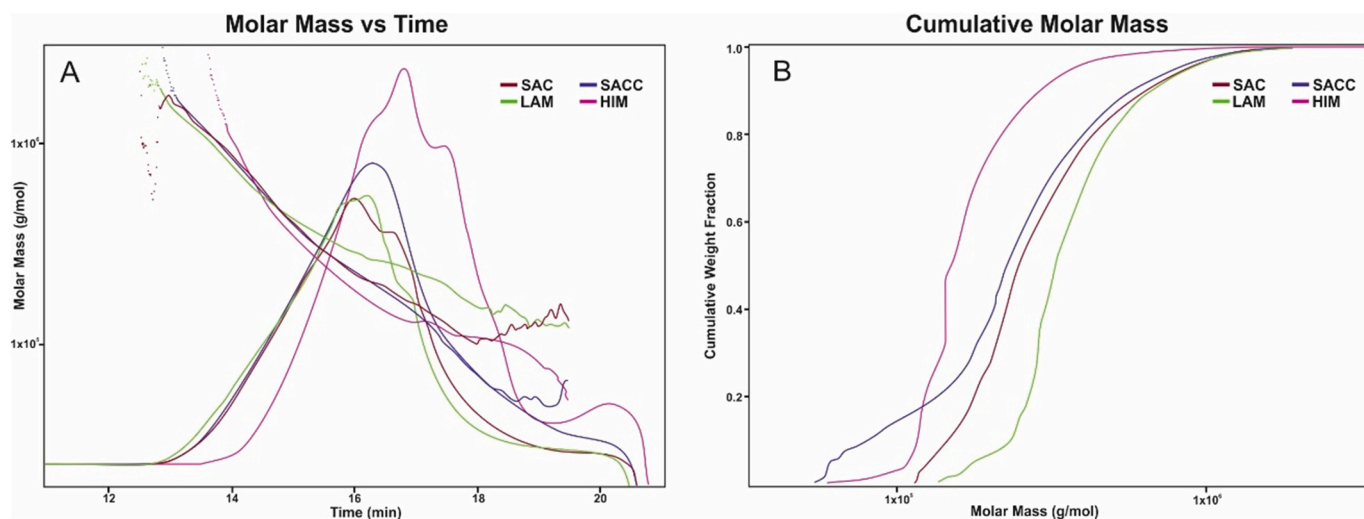 Molar Mass vs Time
A
SAC
SACC
LAM
HIM
Molar Mass (g/mol)
1x10⁶
1x10⁵
12
14
16
18
20
Time (min)
Cumulative Molar Mass
B
SAC
SACC
LAM
HIM
Cumulative Weight Fraction
1.0
0.8
0.6
0.4
0.2
1x10⁵
1x10⁶
Molar Mass (g/mol)